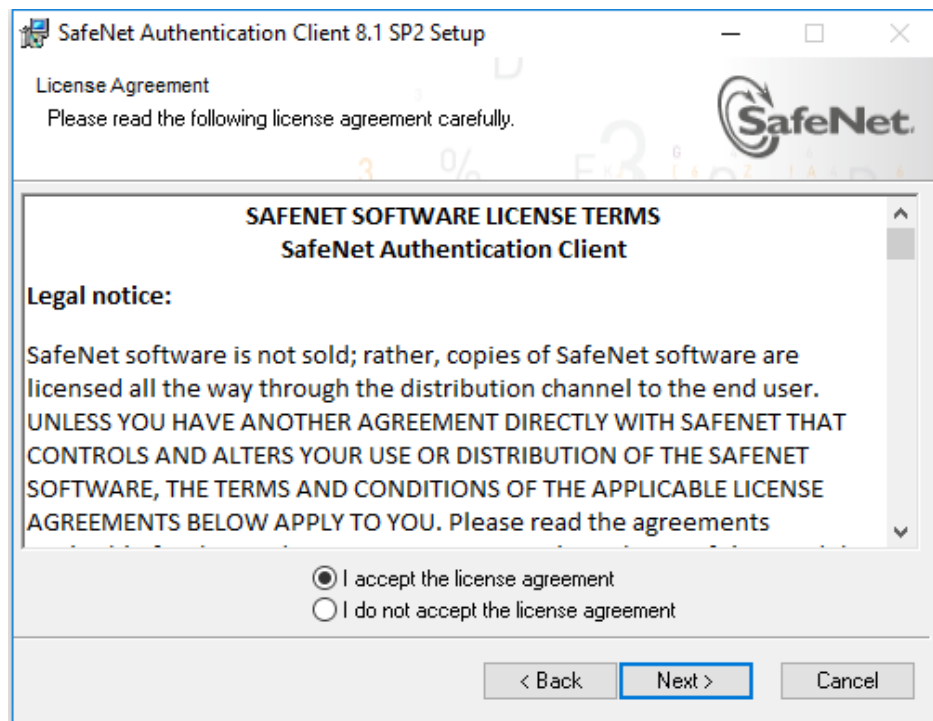 SafeNet Authentication Client 8.1 SP2 Setup
License Agreement
Please read the following license agreement carefully.
SafeNet.
SAFENET SOFTWARE LICENSE TERMS
SafeNet Authentication Client
Legal notice:
SafeNet software is not sold; rather, copies of SafeNet software are
licensed all the way through the distribution channel to the end user.
UNLESS YOU HAVE ANOTHER AGREEMENT DIRECTLY WITH SAFENET THAT
CONTROLS AND ALTERS YOUR USE OR DISTRIBUTION OF THE SAFENET
SOFTWARE, THE TERMS AND CONDITIONS OF THE APPLICABLE LICENSE
AGREEMENTS BELOW APPLY TO YOU. Please read the agreements
I accept the license agreement
I do not accept the license agreement
< Back
Next >
Cancel